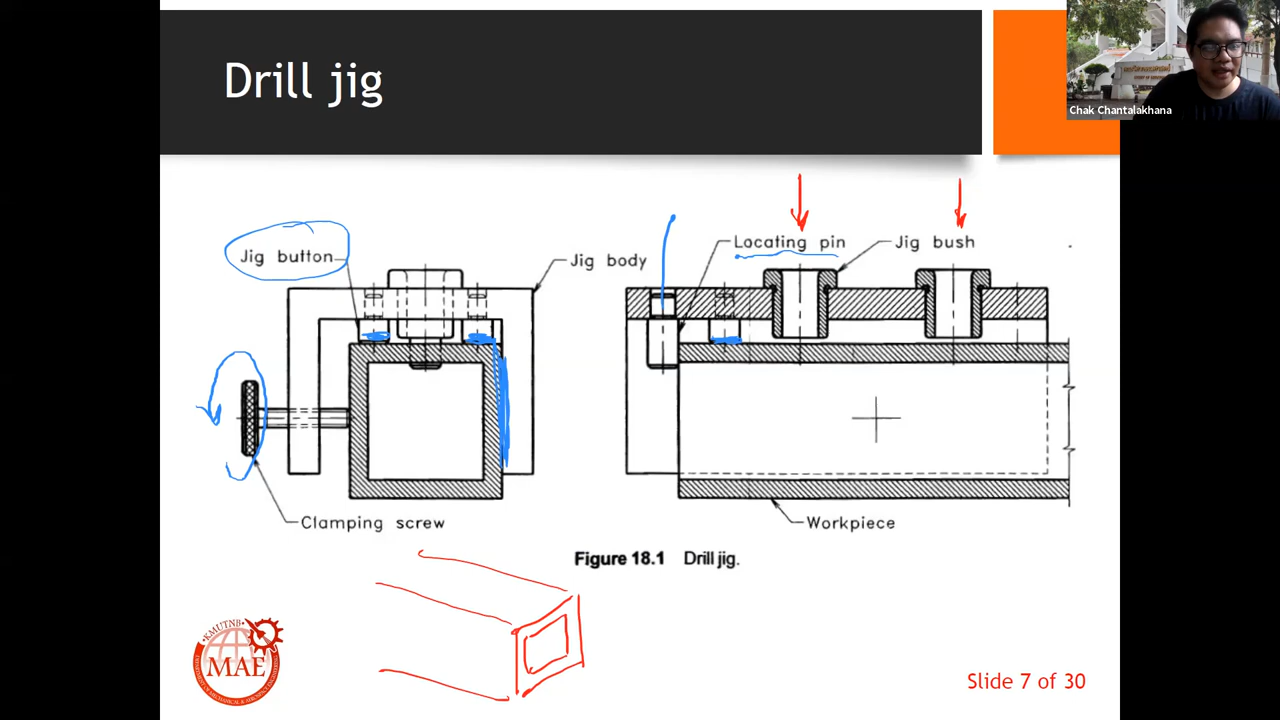 Drill jig
Chak Chantalakhana
Jig button
Jig body
Locating pin
Jig bush
Clamping screw
Workpiece
Figure 18.1 Drill jig.
KMUTNB
MAE
Slide 7 of 30